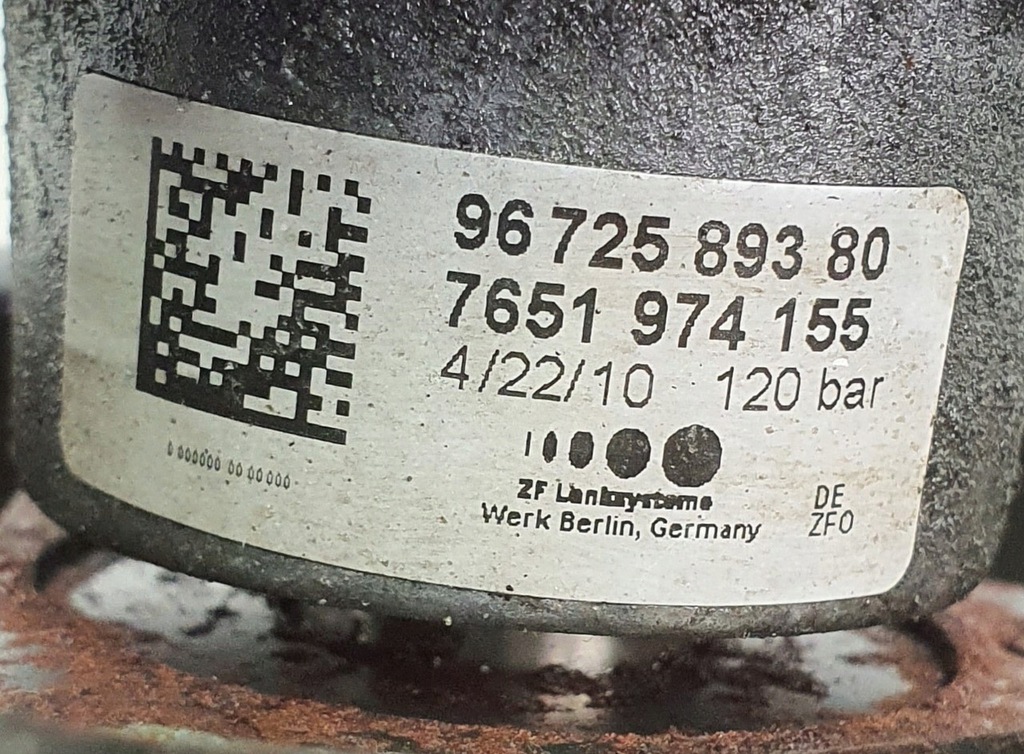 96 725 893 80
7651 974 155
4/22/10 120 bar
ZF Lenksysteme
Werk Berlin, Germany
DE
ZFO